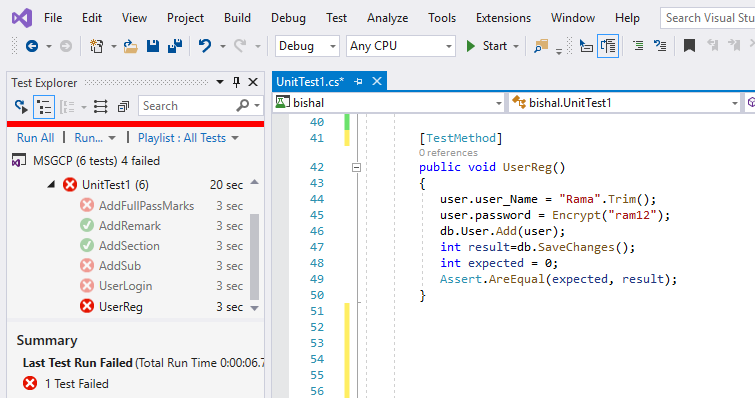 File Edit View Project Build Debug Test Analyze Tools Extensions Window Help Search Visual Stu
Debug Any CPU Start
Test Explorer
Search
Run All Run... Playlist : All Tests
MSGCP (6 tests) 4 failed
UnitTest1 (6) 20 sec
AddFullPassMarks 3 sec
AddRemark 3 sec
AddSection 3 sec
AddSub 3 sec
UserLogin 3 sec
UserReg 3 sec
Summary
Last Test Run Failed (Total Run Time 0:00:06.7
1 Test Failed
UnitTest1.cs*
bishal bishal.UnitTest1
40
41 [TestMethod]
0 references
42 public void UserReg()
43 {
44 user.user_Name = "Rama".Trim();
45 user.password = Encrypt("ram12");
46 db.User.Add(user);
47 int result=db.SaveChanges();
48 int expected = 0;
49 Assert.AreEqual(expected, result);
50 }
51
52
53
54
55
56